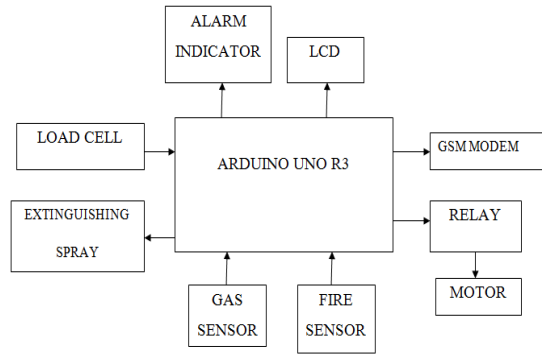 ALARM
INDICATOR
LCD
LOAD CELL
ARDUINO UNO R3
GSM MODEM
EXTINGUISHING
SPRAY
RELAY
MOTOR
GAS
SENSOR
FIRE
SENSOR